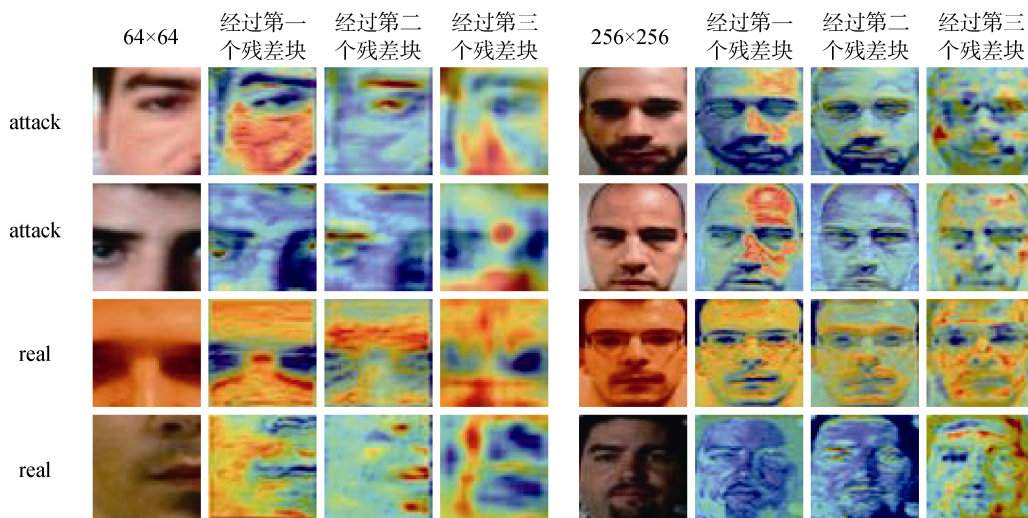 64×64
经过第一
个残差块
经过第二
个残差块
经过第三
个残差块
256×256
经过第一
个残差块
经过第二
个残差块
经过第三
个残差块
attack
attack
real
real